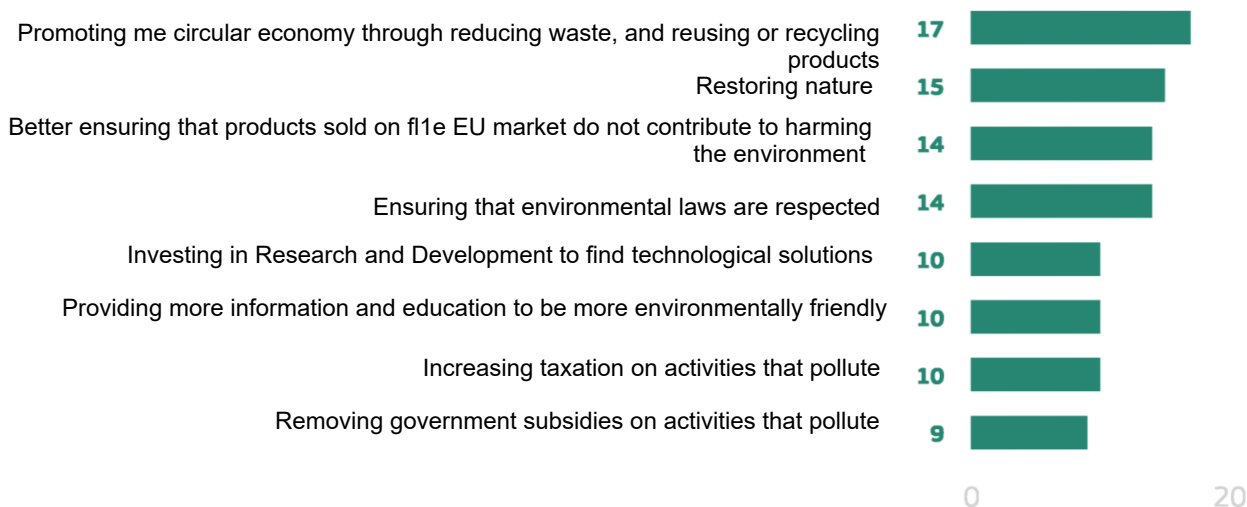 Promoting me circular economy through reducing waste, and reusing or recycling 17
products
Restoring nature 15
Better ensuring that products sold on fl1e EU market do not contribute to harming 14
the environment
Ensuring that environmental laws are respected 14
Investing in Research and Development to find technological solutions 10
Providing more information and education to be more environmentally friendly 10
Increasing taxation on activities that pollute 10
Removing government subsidies on activities that pollute 9
0 20